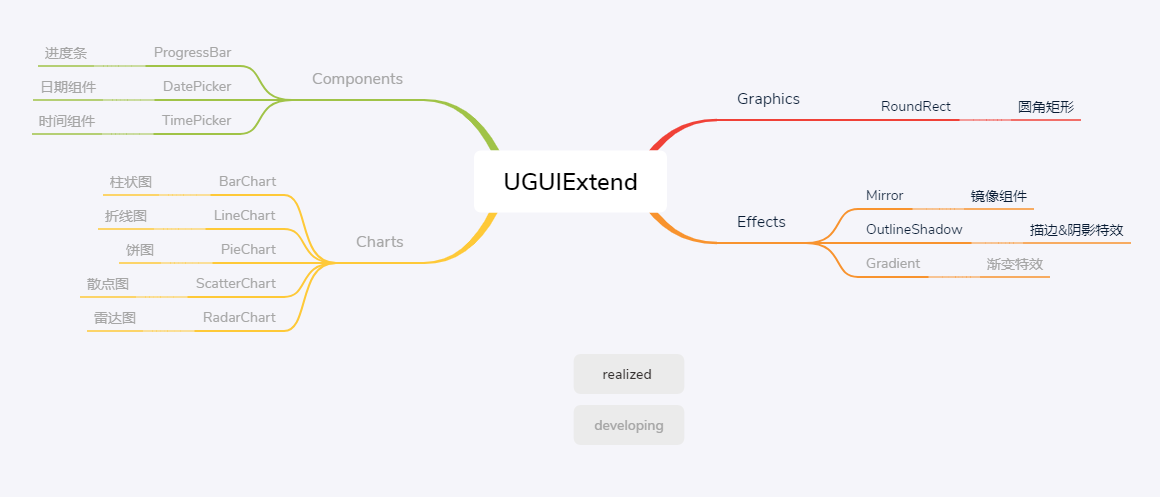 UGUIExtend
Components
ProgressBar 进度条
DatePicker 日期组件
TimePicker 时间组件
Charts
BarChart 柱状图
LineChart 折线图
PieChart 饼图
ScatterChart 散点图
RadarChart 雷达图
Graphics
RoundRect 圆角矩形
Effects
Mirror 镜像组件
OutlineShadow 描边&阴影特效
Gradient 渐变特效
realized
developing